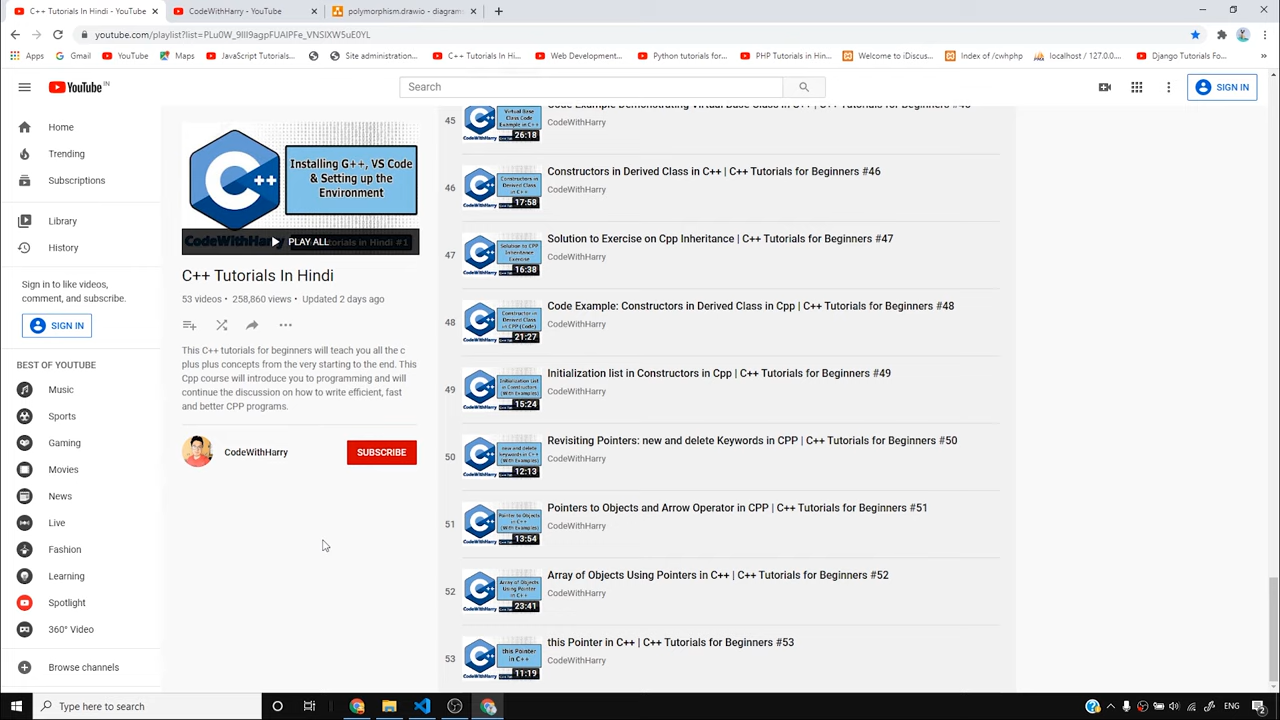 C++ Tutorials In Hindi - YouTube
CodeWithHarry - YouTube
polymorphism.drawio - diagrams
Apps
Gmail
YouTube
Maps
JavaScript Tutorials...
Site administration...
C++ Tutorials In Hi...
Web Development...
Python tutorials for...
PHP Tutorials in Hin...
Welcome to iDiscus...
Index of /cwhphp
localhost / 127.0.0...
Django Tutorials Fo...
YouTube IN
Search
SIGN IN
Home
Trending
Subscriptions
Library
History
Sign in to like videos,
comment, and subscribe.
SIGN IN
BEST OF YOUTUBE
Music
Sports
Gaming
Movies
News
Live
Fashion
Learning
Spotlight
360° Video
Browse channels
Installing G++, VS Code
& Setting up the
Environment
PLAY ALL
C++ Tutorials In Hindi
53 videos • 258,860 views • Updated 2 days ago
This C++ tutorials for beginners will teach you all the c
plus plus concepts from the very starting to the end. This
Cpp course will introduce you to programming and will
continue the discussion on how to write efficient, fast
and better CPP programs.
CodeWithHarry
SUBSCRIBE
45
26:18
Code Example Demonstrating Virtual Base Class in C++ | C++ Tutorials for Beginners #45
CodeWithHarry
46
17:58
Constructors in Derived Class in C++ | C++ Tutorials for Beginners #46
CodeWithHarry
47
16:38
Solution to Exercise on Cpp Inheritance | C++ Tutorials for Beginners #47
CodeWithHarry
48
21:27
Code Example: Constructors in Derived Class in Cpp | C++ Tutorials for Beginners #48
CodeWithHarry
49
15:24
Initialization list in Constructors in Cpp | C++ Tutorials for Beginners #49
CodeWithHarry
50
12:13
Revisiting Pointers: new and delete Keywords in CPP | C++ Tutorials for Beginners #50
CodeWithHarry
51
13:54
Pointers to Objects and Arrow Operator in CPP | C++ Tutorials for Beginners #51
CodeWithHarry
52
23:41
Array of Objects Using Pointers in C++ | C++ Tutorials for Beginners #52
CodeWithHarry
53
11:19
this Pointer in C++ | C++ Tutorials for Beginners #53
CodeWithHarry
Type here to search
ENG